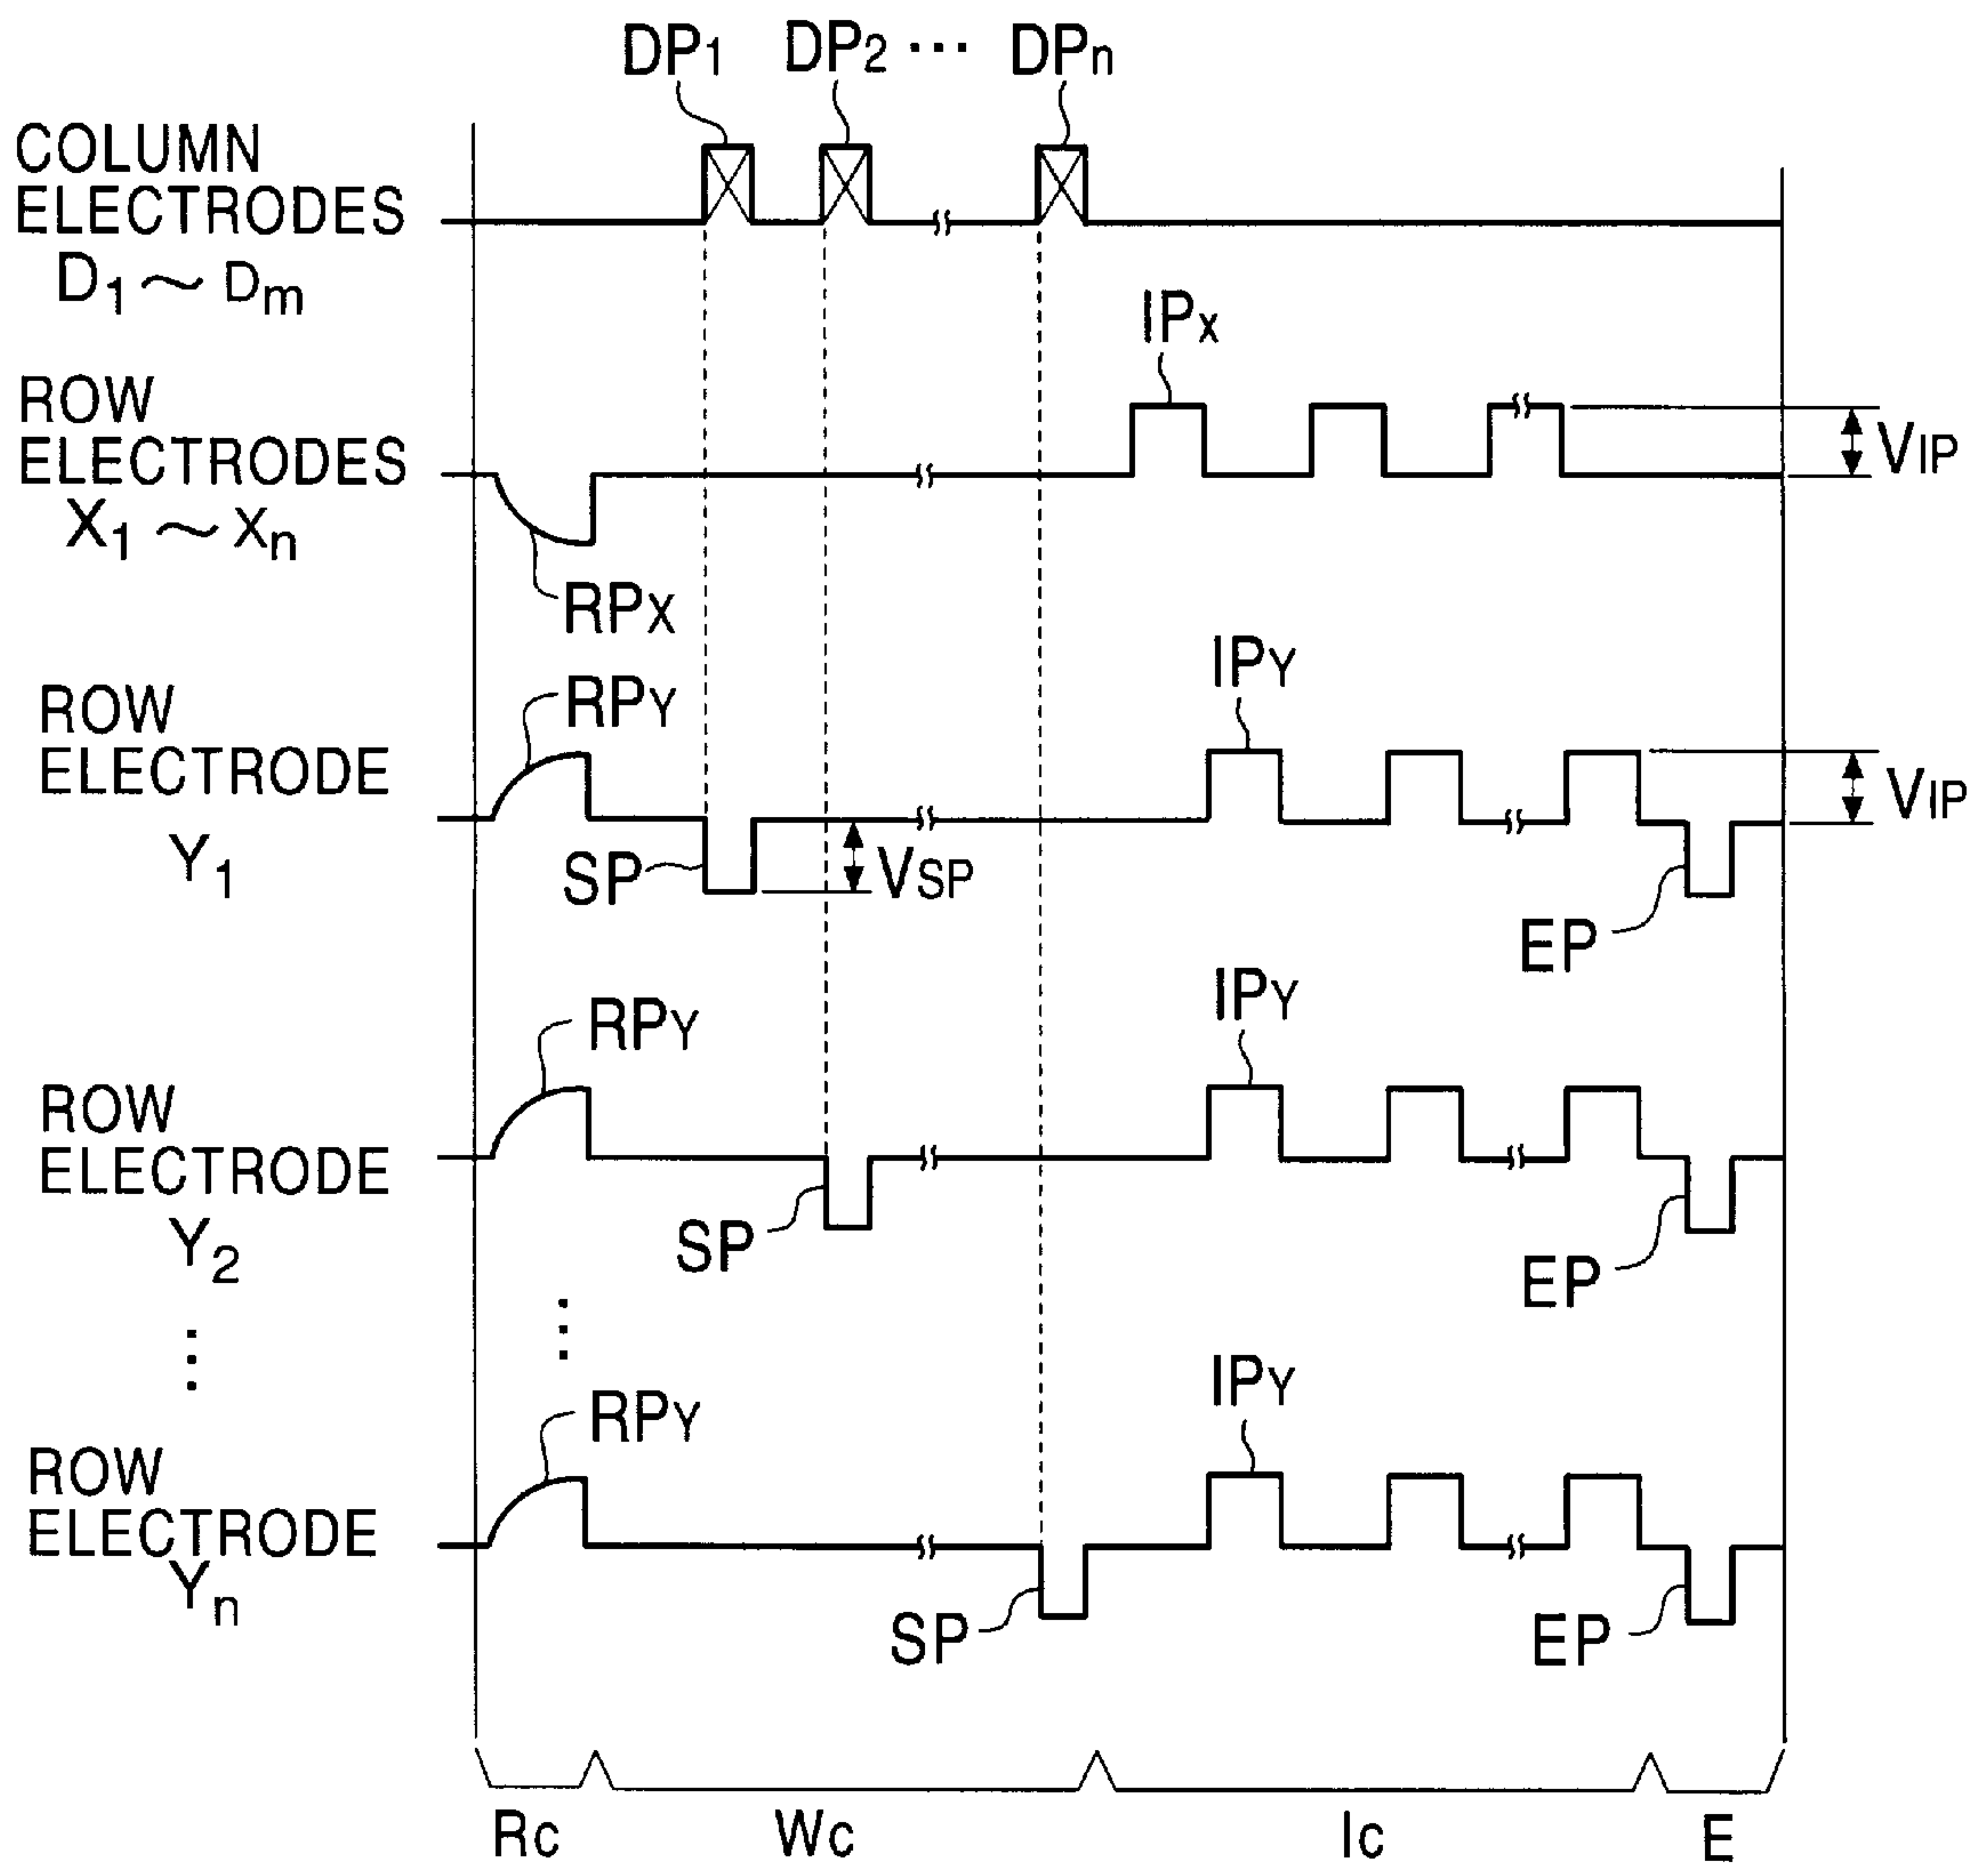 DP1 DP2 ··· DPn
COLUMN
ELECTRODES
D1～Dm
IPX
ROW
ELECTRODES
X1～Xn
VIP
RPX
IPY
ROW
ELECTRODE
Y1
RPY
VIP
SP
VSP
EP
IPY
RPY
ROW
ELECTRODE
Y2
SP
EP
IPY
RPY
ROW
ELECTRODE
Yn
SP
EP
Rc Wc Ic E